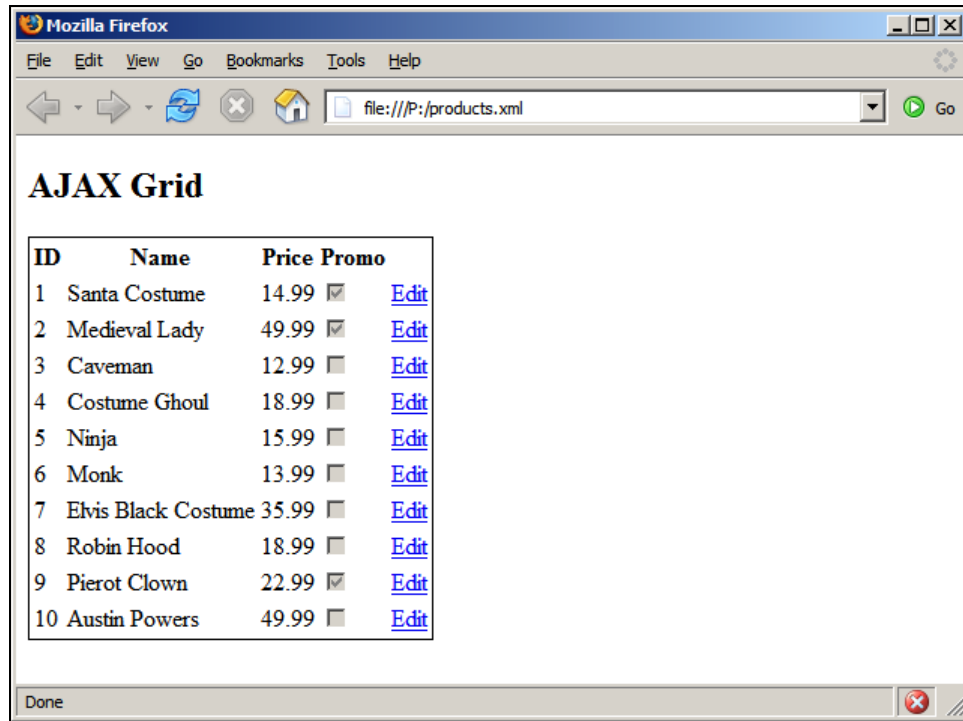 Mozilla Firefox
File Edit View Go Bookmarks Tools Help
file:///P:/products.xml Go
AJAX Grid
ID Name Price Promo
1 Santa Costume 14.99 Edit
2 Medieval Lady 49.99 Edit
3 Caveman 12.99 Edit
4 Costume Ghoul 18.99 Edit
5 Ninja 15.99 Edit
6 Monk 13.99 Edit
7 Elvis Black Costume 35.99 Edit
8 Robin Hood 18.99 Edit
9 Pierot Clown 22.99 Edit
10 Austin Powers 49.99 Edit
Done